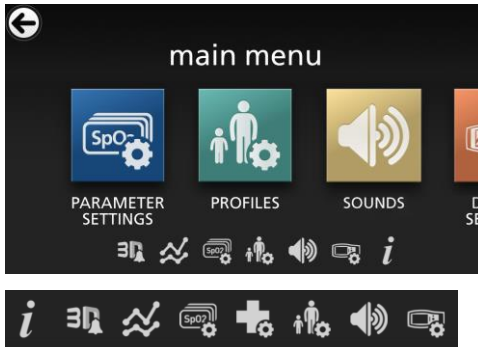 main menu
SpO2
PARAMETER
SETTINGS
PROFILES
SOUNDS
3D
SpO2
i
i
3D
SpO2